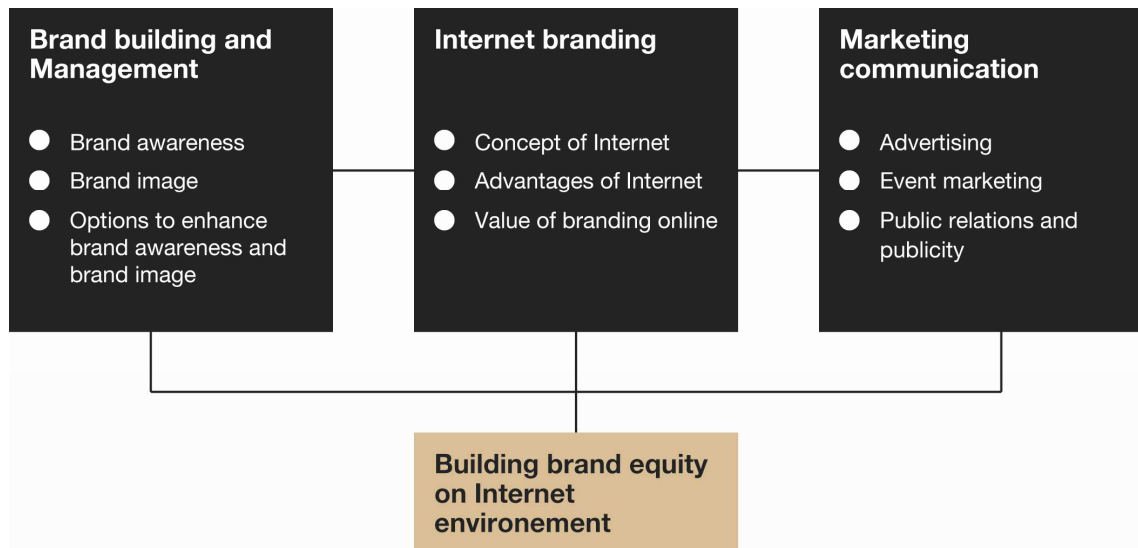 Brand building and
Management
Brand awareness
Brand image
Options to enhance
brand awareness and
brand image
Internet branding
Concept of Internet
Advantages of Internet
Value of branding online
Marketing
communication
Advertising
Event marketing
Public relations and
publicity
Building brand equity
on Internet
environement